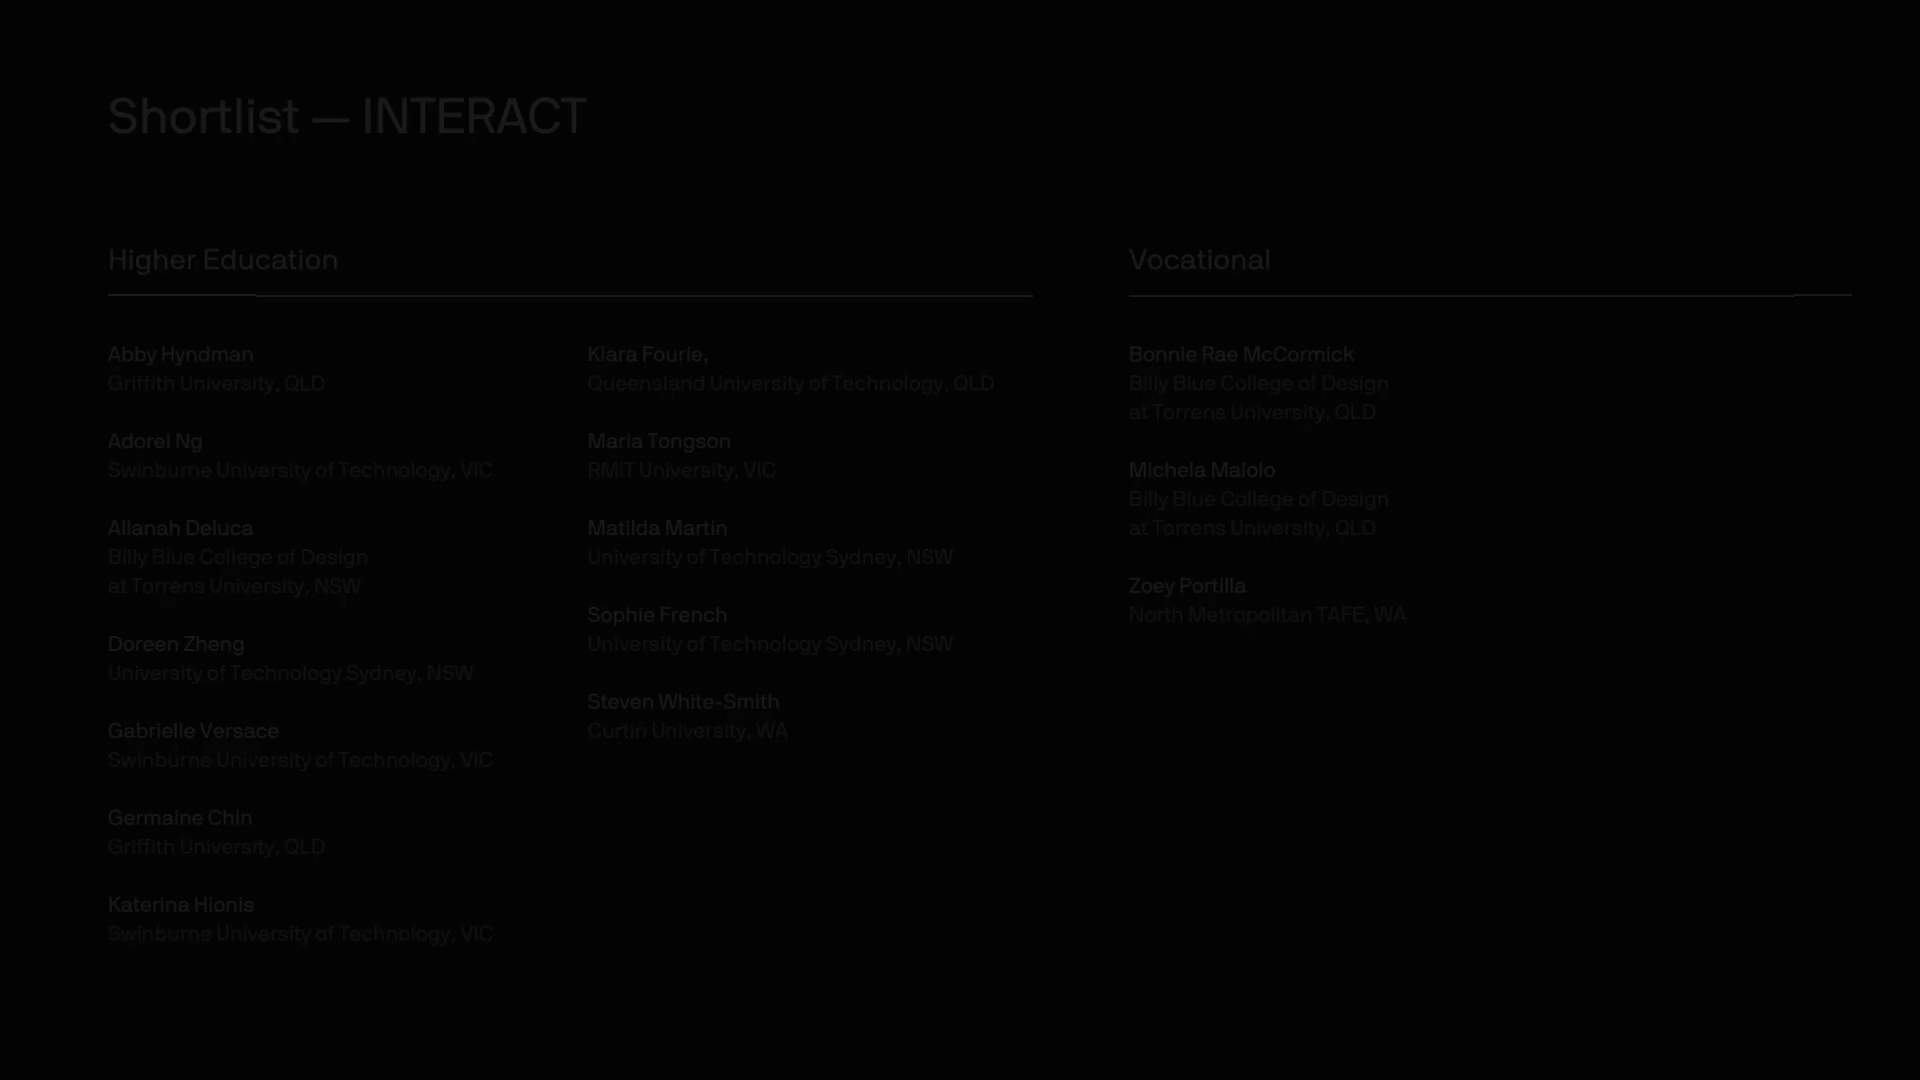 Shortlist — INTERACT
Higher Education
Abby Hyndman
Griffith University, QLD
Adorel Ng
Swinburne University of Technology, VIC
Allanah Deluca
Billy Blue College of Design
at Torrens University, NSW
Doreen Zheng
University of Technology Sydney, NSW
Gabrielle Versace
Swinburne University of Technology, VIC
Germaine Chin
Griffith University, QLD
Katerina Hionis
Swinburne University of Technology, VIC
Kiara Fourie,
Queensland University of Technology, QLD
Maria Tongson
RMIT University, VIC
Matilda Martin
University of Technology Sydney, NSW
Sophie French
University of Technology Sydney, NSW
Steven White-Smith
Curtin University, WA
Vocational
Bonnie Rae McCormick
Billy Blue College of Design
at Torrens University, QLD
Michela Maiolo
Billy Blue College of Design
at Torrens University, QLD
Zoey Portilla
North Metropolitan TAFE, WA